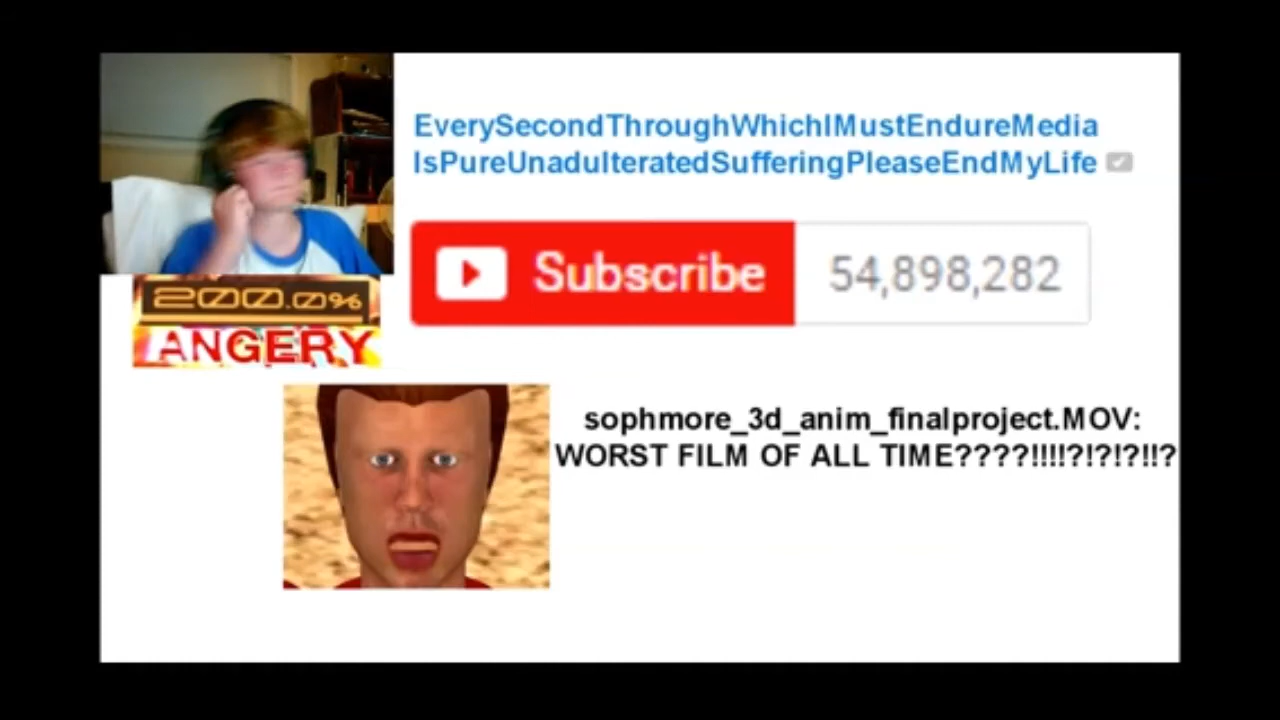 EverySecondThroughWhichIMustEndureMedia
IsPureUnadulteratedSufferingPleaseEndMyLife
Subscribe 54,898,282
200.0%
ANGERY
sophmore_3d_anim_finalproject.MOV:
WORST FILM OF ALL TIME????!!!!?!?!?!!?